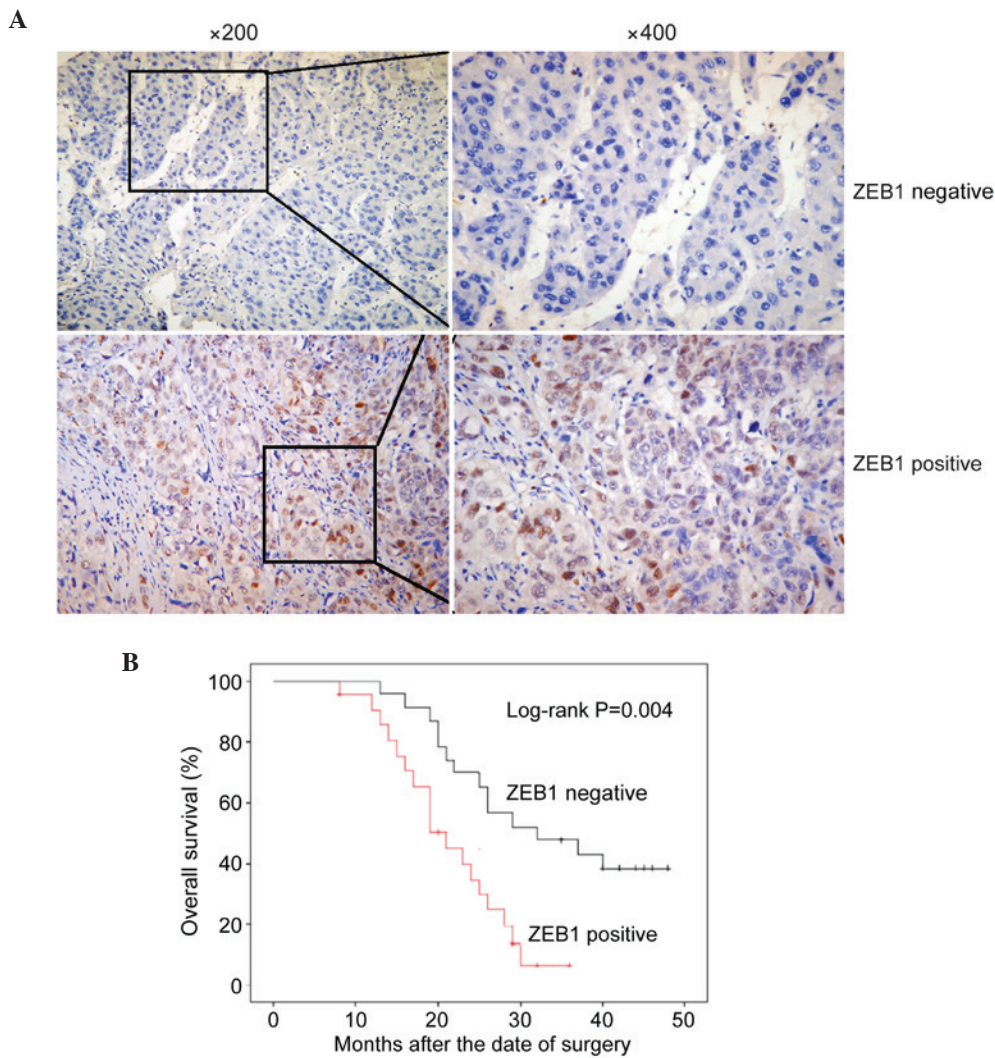 A
×200
×400
ZEB1 negative
ZEB1 positive
B
100
80
60
40
20
0
Overall survival (%)
Log-rank P=0.004
ZEB1 negative
ZEB1 positive
0 10 20 30 40 50
Months after the date of surgery